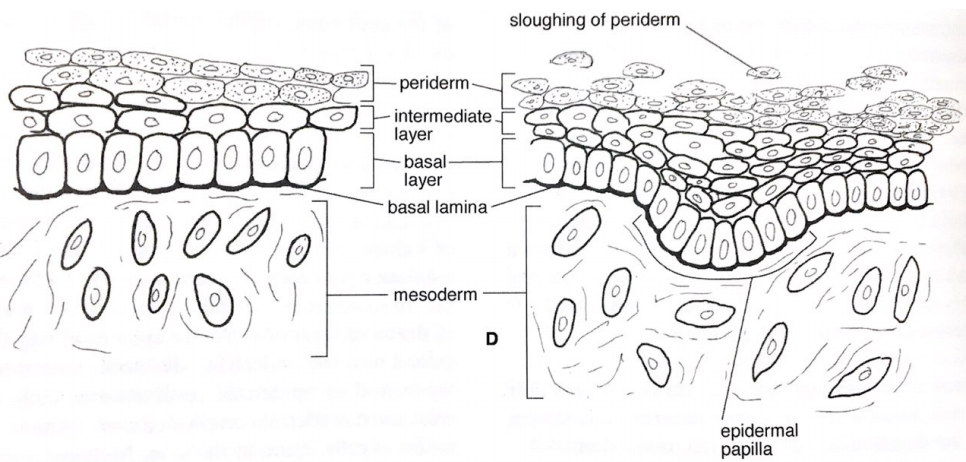 sloughing of periderm
periderm
intermediate
layer
basal
layer
basal lamina
mesoderm
D
epidermal
papilla